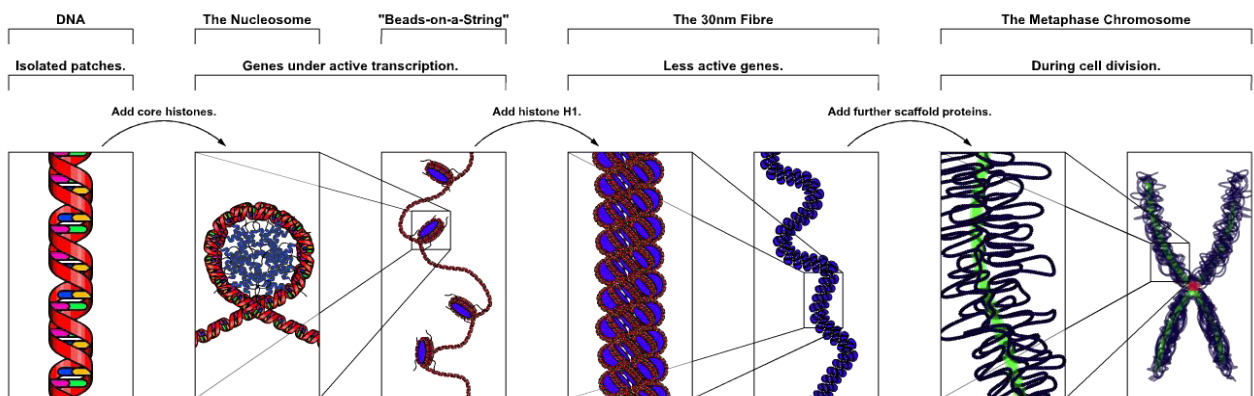 DNA
The Nucleosome
"Beads-on-a-String"
The 30nm Fibre
The Metaphase Chromosome
Isolated patches.
Genes under active transcription.
Less active genes.
During cell division.
Add core histones.
Add histone H1.
Add further scaffold proteins.